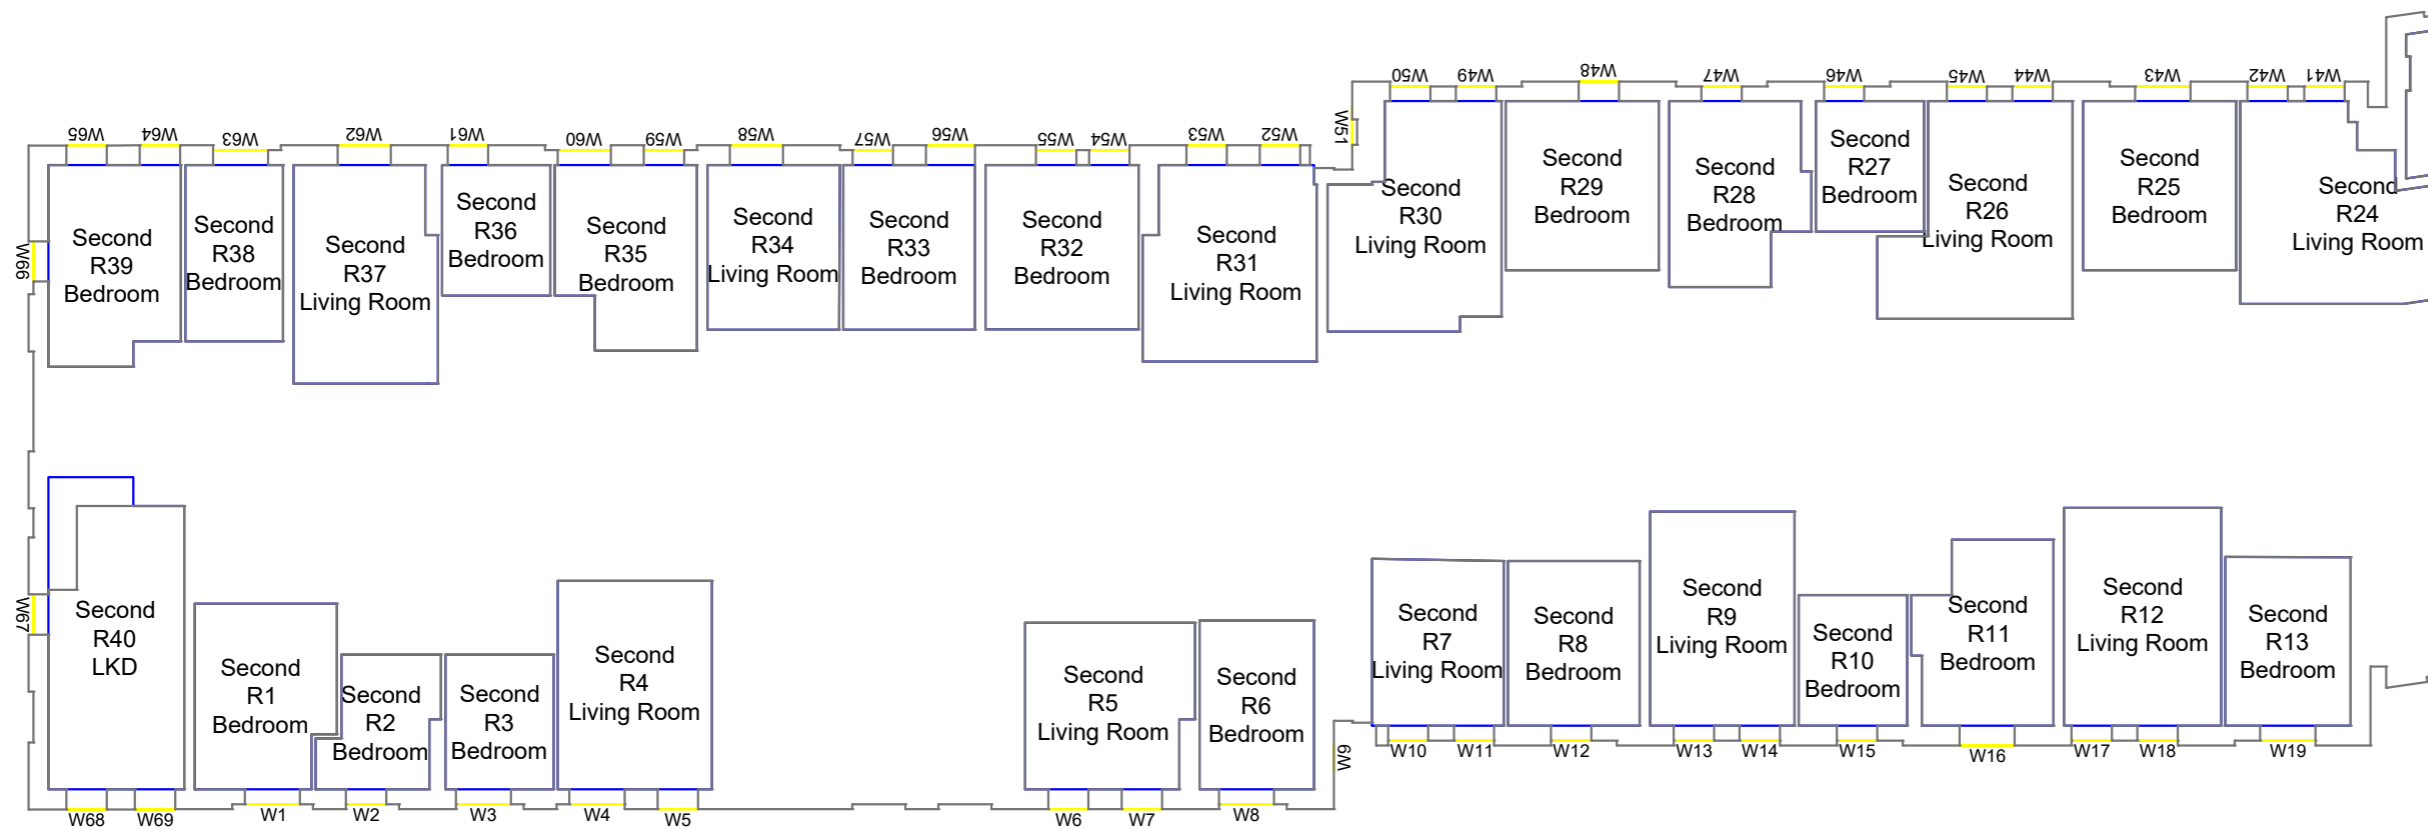 W50
W49
W48
W47
W46
W45
W44
W43
W42
W41
W65
W64
W63
W62
W61
W60
W59
W58
W57
W56
W55
W54
W53
W52
W51
Second
R39
Bedroom
Second
R38
Bedroom
Second
R37
Living Room
Second
R36
Bedroom
Second
R35
Bedroom
Second
R34
Living Room
Second
R33
Bedroom
Second
R32
Bedroom
Second
R31
Living Room
Second
R30
Living Room
Second
R29
Bedroom
Second
R28
Bedroom
Second
R27
Bedroom
Second
R26
Living Room
Second
R25
Bedroom
Second
R24
Living Room
W66
W67
Second
R40
LKD
Second
R1
Bedroom
Second
R2
Bedroom
Second
R3
Bedroom
Second
R4
Living Room
Second
R5
Living Room
Second
R6
Bedroom
Second
R7
Living Room
Second
R8
Bedroom
Second
R9
Living Room
Second
R10
Bedroom
Second
R11
Bedroom
Second
R12
Living Room
Second
R13
Bedroom
W9
W10
W11
W12
W13
W14
W15
W16
W17
W18
W19
W68
W69
W1
W2
W3
W4
W5
W6
W7
W8